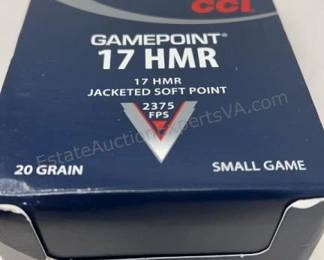 CCI
GAMEPOINT®
17 HMR
17 HMR
JACKETED SOFT POINT
2375
FPS
EstateAuctionExpertsVA.com
20 GRAIN
SMALL GAME